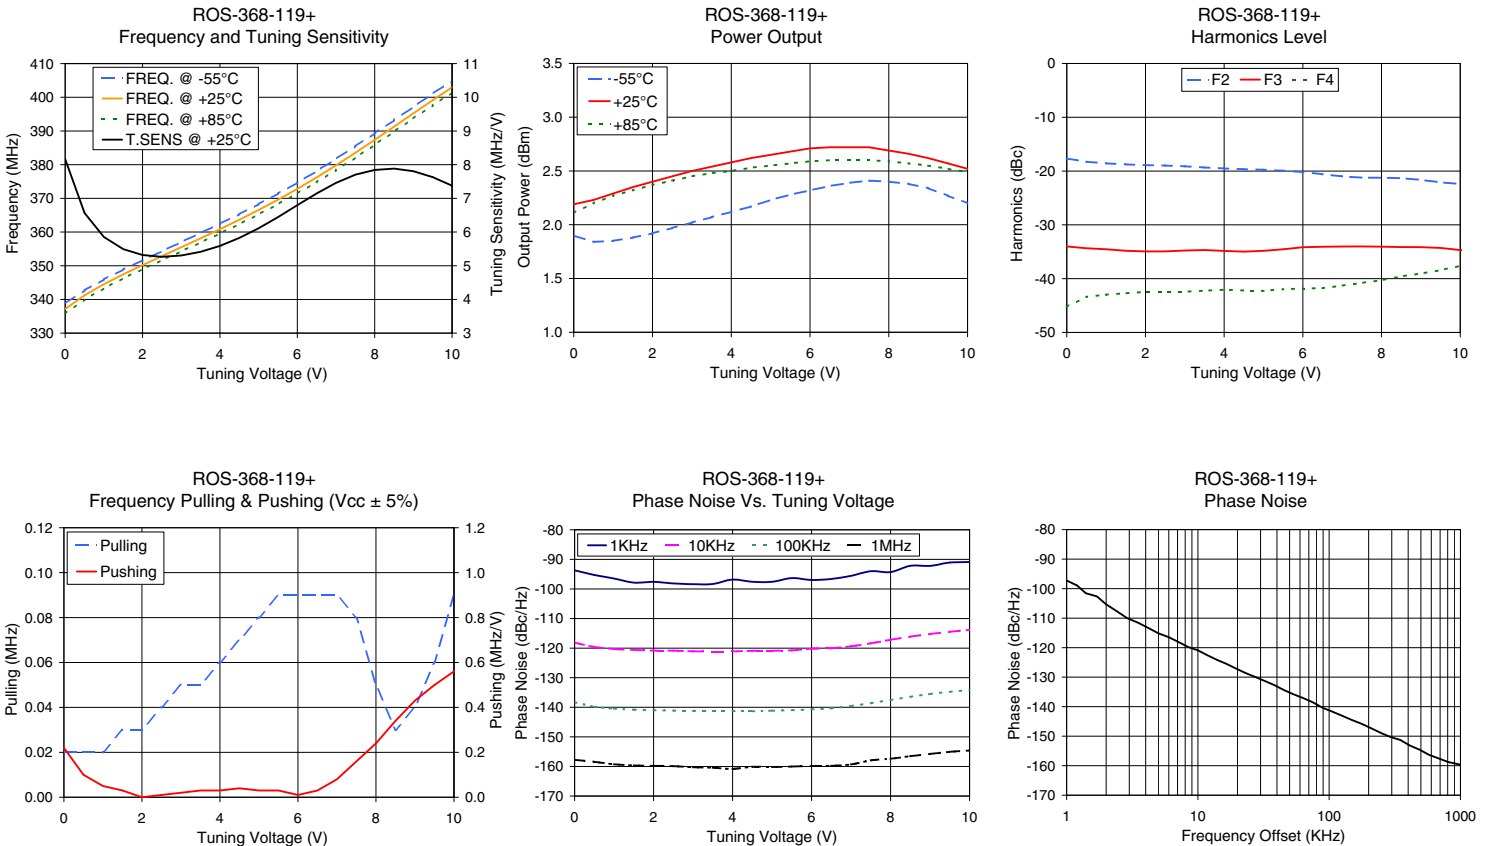 ROS-368-119+
Frequency and Tuning Sensitivity
410
400
390
380
370
360
350
340
330
11
10
9
8
7
6
5
4
3
FREQ. @ -55°C
FREQ. @ +25°C
FREQ. @ +85°C
T.SENS @ +25°C
Frequency (MHz)
Tuning Sensitivity (MHz/V)
0 2 4 6 8 10
Tuning Voltage (V)
ROS-368-119+
Power Output
3.5
3.0
2.5
2.0
1.5
1.0
-55°C
+25°C
+85°C
Output Power (dBm)
0 2 4 6 8 10
Tuning Voltage (V)
ROS-368-119+
Harmonics Level
0
-10
-20
-30
-40
-50
F2 F3 F4
Harmonics (dBc)
0 2 4 6 8 10
Tuning Voltage (V)
ROS-368-119+
Frequency Pulling & Pushing (Vcc ± 5%)
0.12
0.10
0.08
0.06
0.04
0.02
0.00
1.2
1.0
0.8
0.6
0.4
0.2
0.0
Pulling
Pushing
Pulling (MHz)
Pushing (MHz/V)
0 2 4 6 8 10
Tuning Voltage (V)
ROS-368-119+
Phase Noise Vs. Tuning Voltage
-80
-90
-100
-110
-120
-130
-140
-150
-160
-170
1KHz 10KHz 100KHz 1MHz
Phase Noise (dBc/Hz)
0 2 4 6 8 10
Tuning Voltage (V)
ROS-368-119+
Phase Noise
-80
-90
-100
-110
-120
-130
-140
-150
-160
-170
Phase Noise (dBc/Hz)
1 10 100 1000
Frequency Offset (KHz)